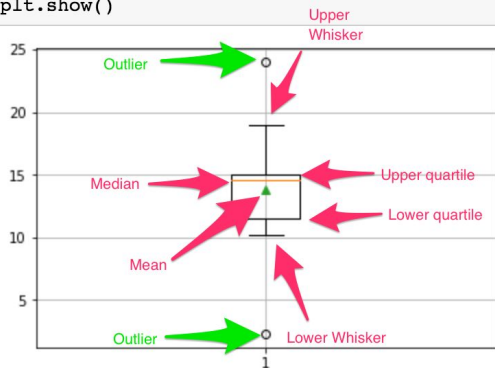 plt.show()
Upper
Whisker
25
Outlier
20
15
Median
Upper quartile
Lower quartile
10
Mean
5
Outlier
Lower Whisker
1